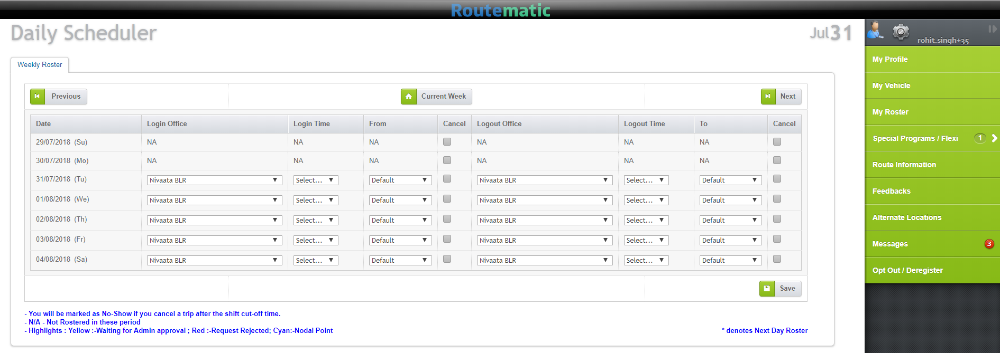 Routematic
Daily Scheduler
Jul 31
rohit.singh+35
Weekly Roster
Previous
Current Week
Next
Date Login Office Login Time From Cancel Logout Office Logout Time To Cancel
29/07/2018 (Su) NA NA NA NA NA NA
30/07/2018 (Mo) NA NA NA NA NA NA
31/07/2018 (Tu) Nivaata BLR Select... Default Nivaata BLR Select... Default
01/08/2018 (We) Nivaata BLR Select... Default Nivaata BLR Select... Default
02/08/2018 (Th) Nivaata BLR Select... Default Nivaata BLR Select... Default
03/08/2018 (Fr) Nivaata BLR Select... Default Nivaata BLR Select... Default
04/08/2018 (Sa) Nivaata BLR Select... Default Nivaata BLR Select... Default
Save
- You will be marked as No-Show if you cancel a trip after the shift cut-off time.
- N/A - Not Rostered in these period
- Highlights : Yellow :-Waiting for Admin approval ; Red :-Request Rejected; Cyan:-Nodal Point
* denotes Next Day Roster
My Profile
My Vehicle
My Roster
Special Programs / Flexi 1
Route Information
Feedbacks
Alternate Locations
Messages 3
Opt Out / Deregister